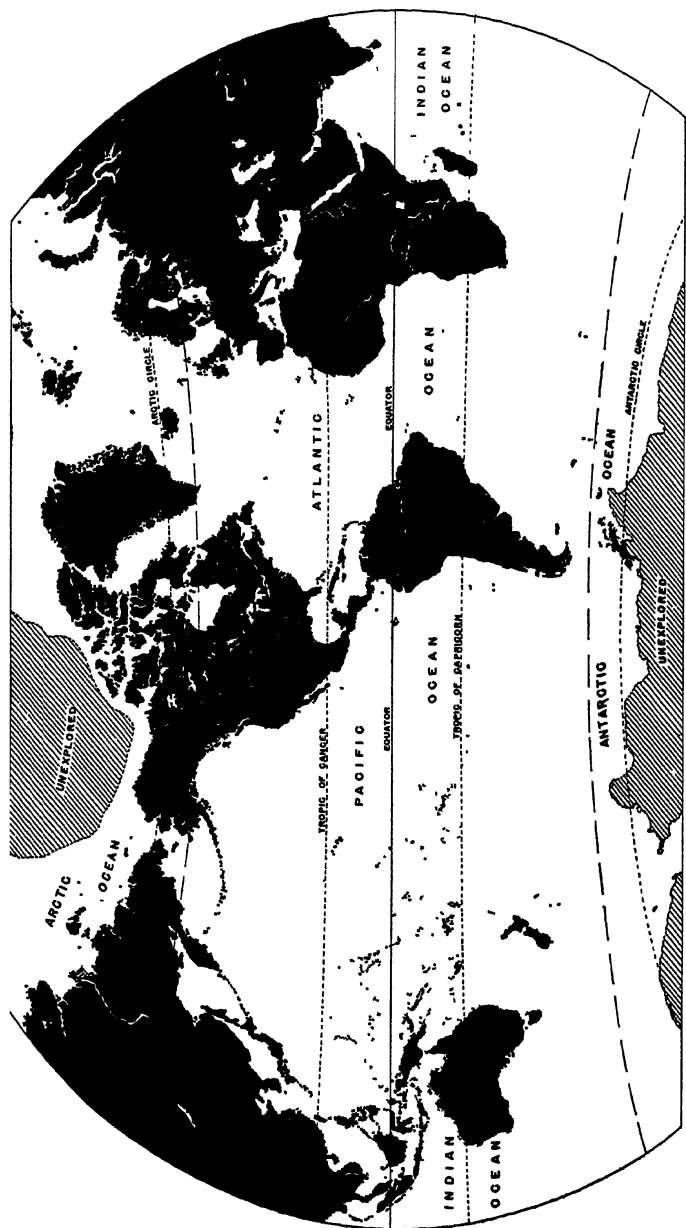 INDIAN
OCEAN
ARCTIC CIRCLE
ANTARCTIC CIRCLE
OCEAN
EQUATOR
ATLANTIC
OCEAN
UNEXPLORED
TROPIC OF CAPRICORN
OCEAN
ANTARCTIC
UNEXPLORED
EQUATOR
PACIFIC
TROPIC OF CANCER
OCEAN
ARCTIC
INDIAN
OCEAN